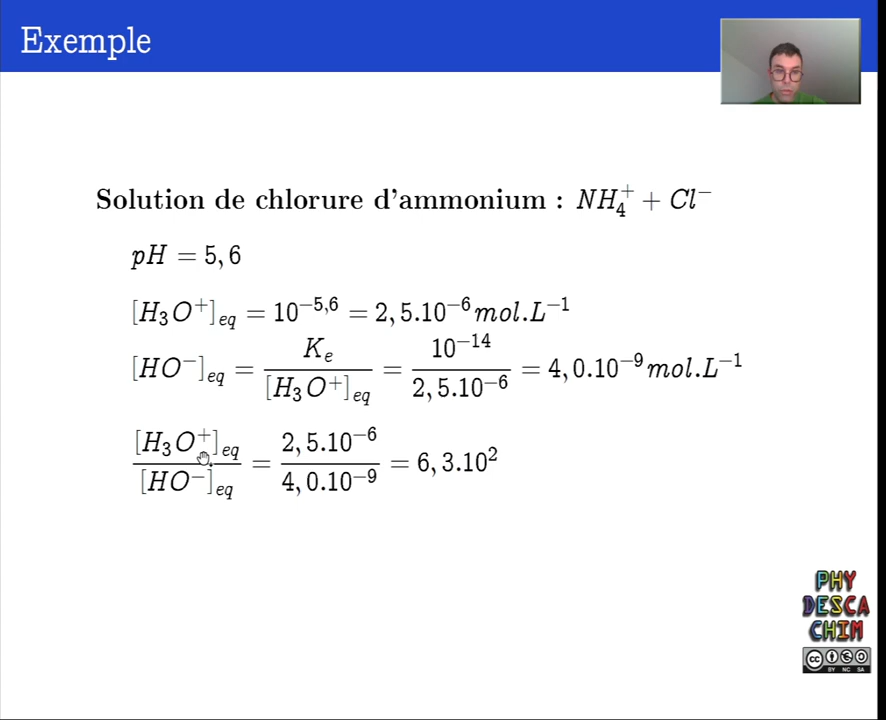 Exemple
Solution de chlorure d'ammonium : NH₄⁺ + Cl⁻
pH = 5, 6
[H₃O⁺]eq = 10⁻⁵,⁶ = 2, 5.10⁻⁶ mol.L⁻¹
[HO⁻]eq = Ke / [H₃O⁺]eq = 10⁻¹⁴ / 2, 5.10⁻⁶ = 4, 0.10⁻⁹ mol.L⁻¹
[H₃O⁺]eq / [HO⁻]eq = 2, 5.10⁻⁶ / 4, 0.10⁻⁹ = 6, 3.10²
PHY
DESCA
CHIM
cc
BY NC SA